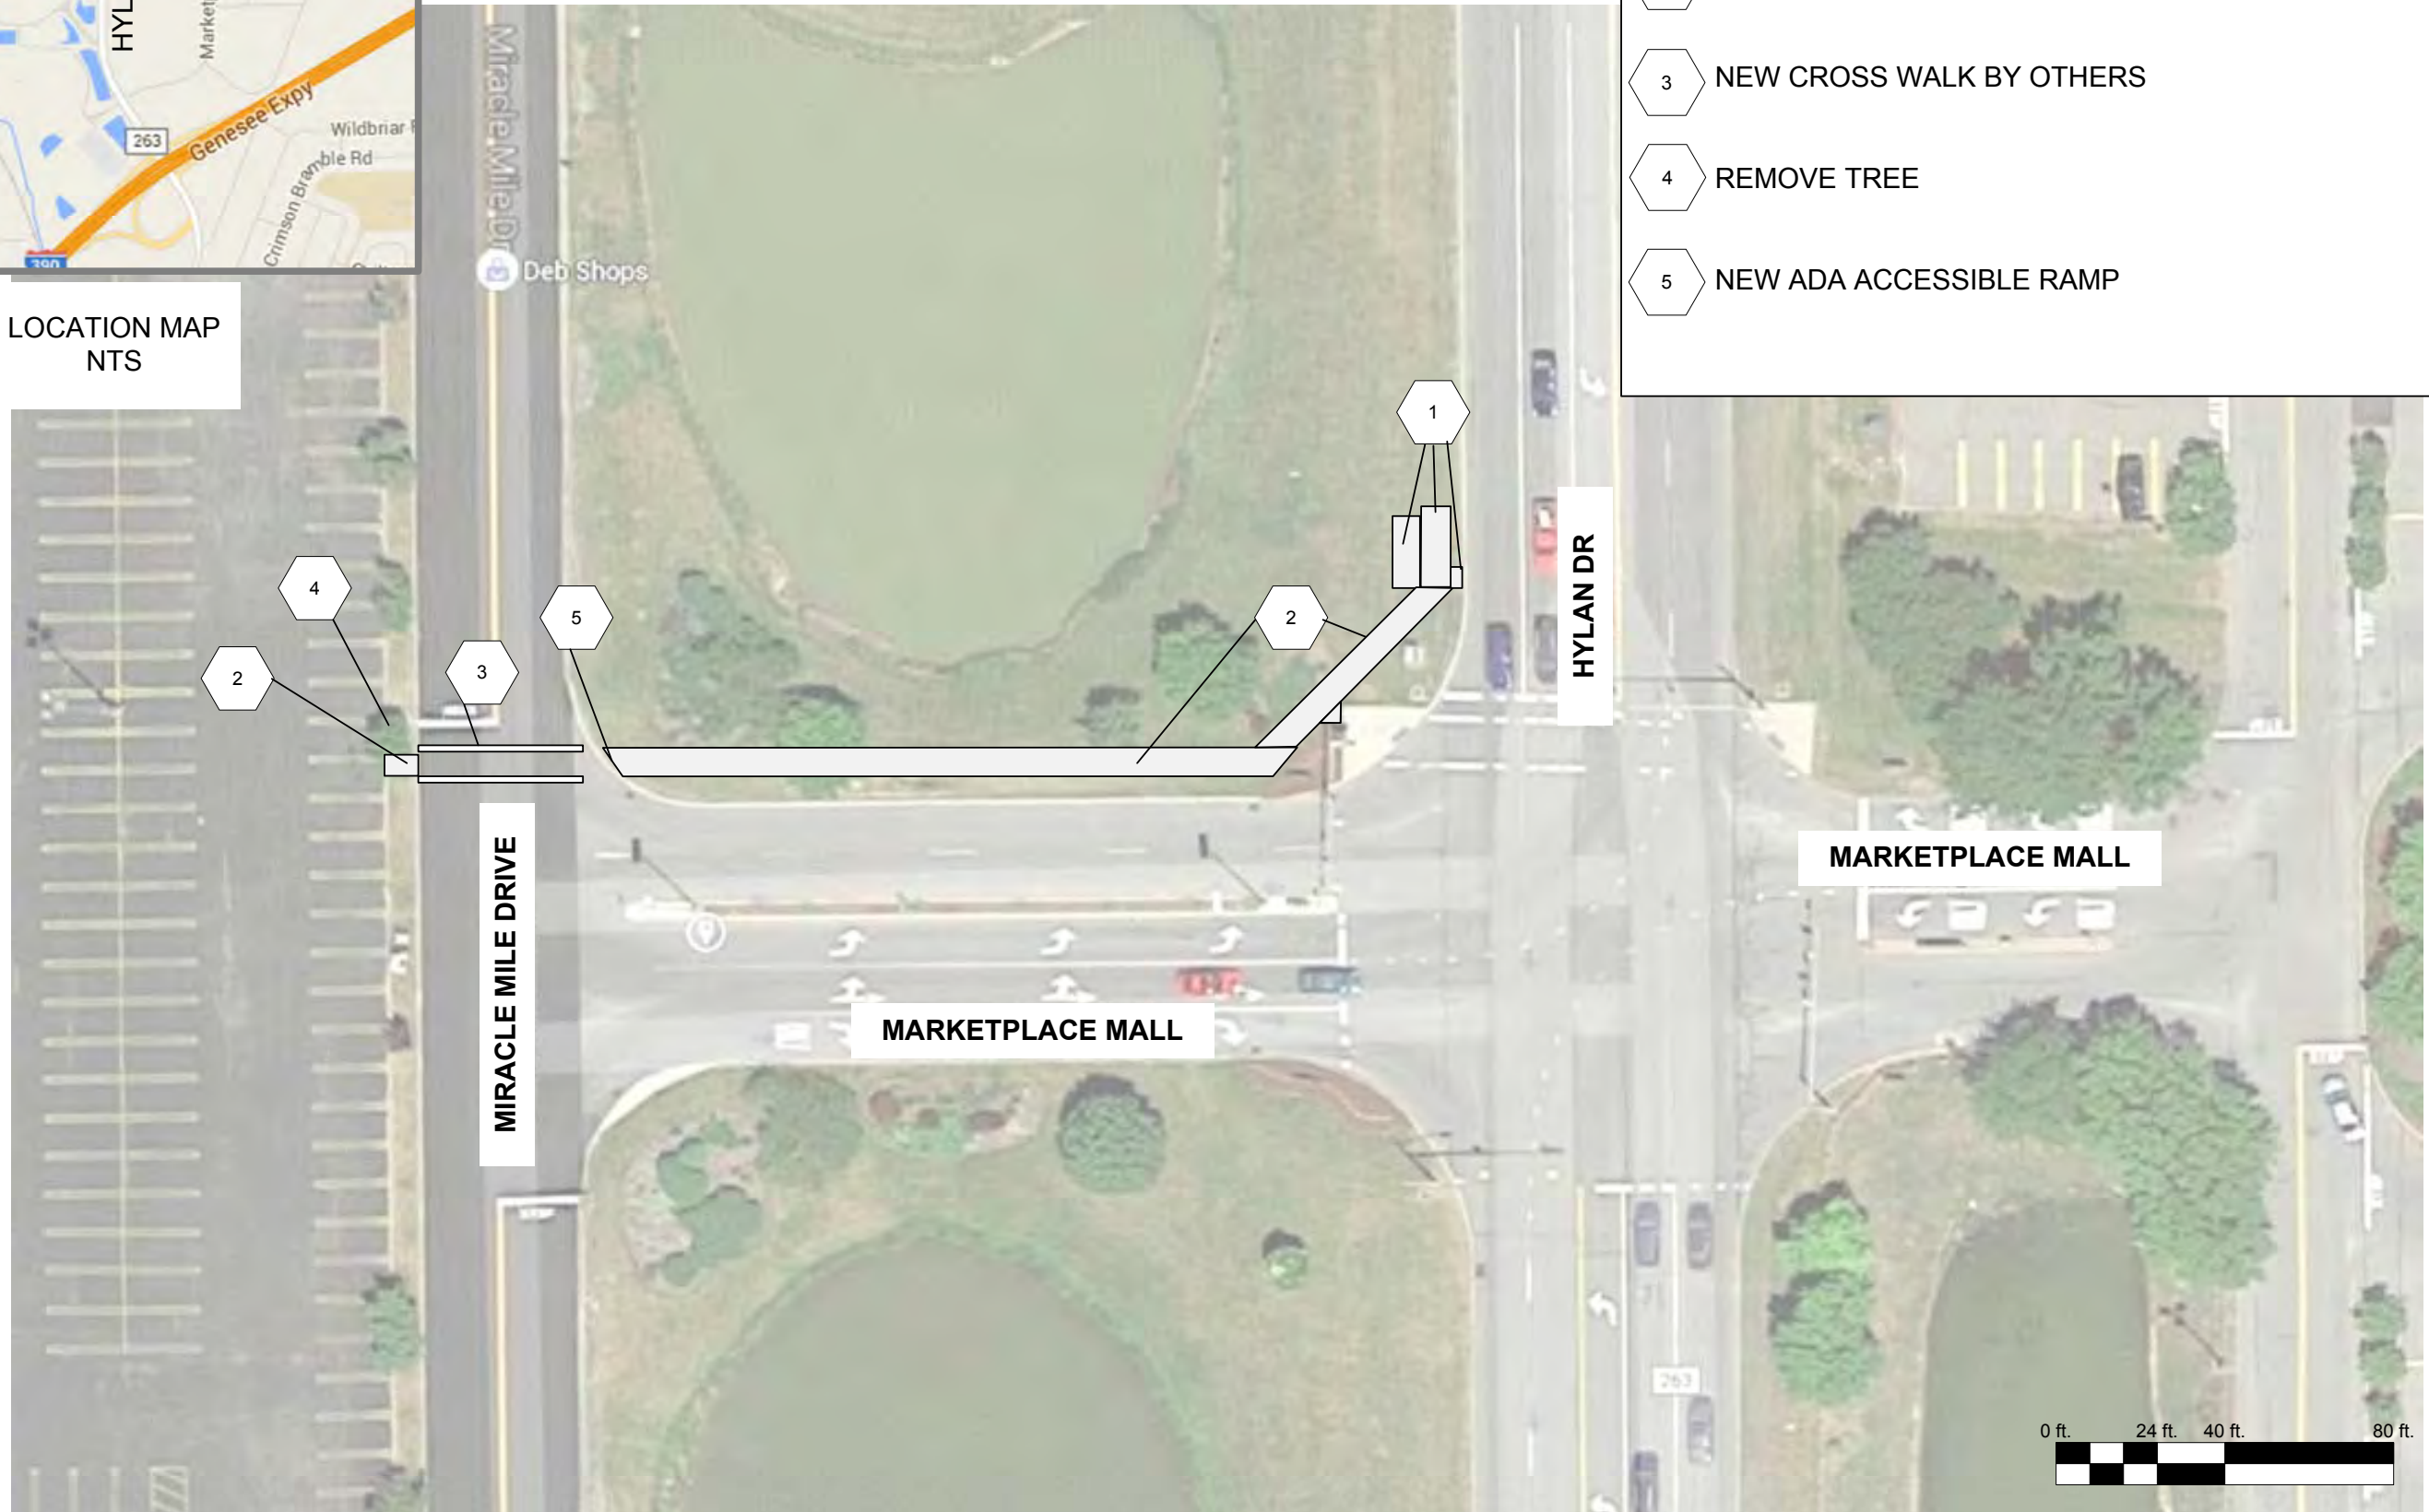 HYL
Market
Genesee Expy
263
Wildbriar
Crimson Bramble Rd
390
LOCATION MAP
NTS
Miracle Mile Dr
Deb Shops
3 NEW CROSS WALK BY OTHERS
4 REMOVE TREE
5 NEW ADA ACCESSIBLE RAMP
1
HYLAN DR
4
5
2
2
3
MARKETPLACE MALL
MIRACLE MILE DRIVE
MARKETPLACE MALL
263
0 ft. 24 ft. 40 ft. 80 ft.